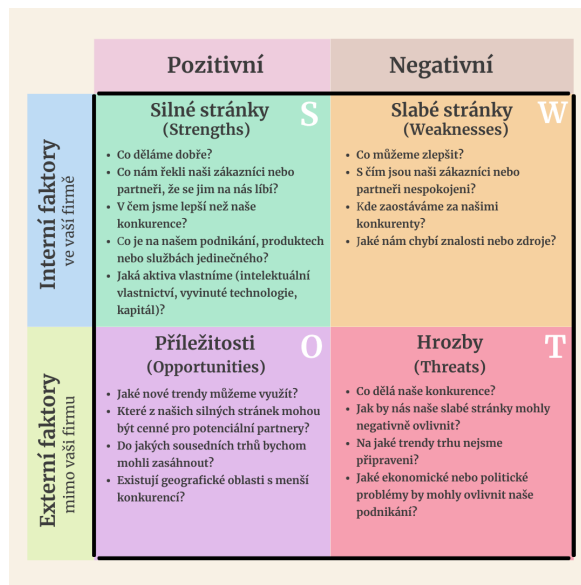 Pozitivní
Negativní
Interní faktory
ve vaší firmě
Silné stránky
(Strengths)
S
• Co děláme dobře?
• Co nám řekli naši zákazníci nebo
partneři, že se jim na nás líbí?
• V čem jsme lepší než naše
konkurence?
• Co je na našem podnikání, produktech
nebo službách jedinečného?
• Jaká aktiva vlastníme (intelektuální
vlastnictví, vyvinuté technologie,
kapitál)?
Slabé stránky
(Weaknesses)
W
• Co můžeme zlepšit?
• S čím jsou naši zákazníci nebo
partneři nespokojeni?
• Kde zaostáváme za našimi
konkurenty?
• Jaké nám chybí znalosti nebo zdroje?
Externí faktory
mimo vaši firmu
Příležitosti
(Opportunities)
O
• Jaké nové trendy můžeme využít?
• Které z našich silných stránek mohou
být cenné pro potenciální partnery?
• Do jakých sousedních trhů bychom
mohli zasáhnout?
• Existují geografické oblasti s menší
konkurencí?
Hrozby
(Threats)
T
• Co dělá naše konkurence?
• Jak by nás naše slabé stránky mohly
negativně ovlivnit?
• Na jaké trendy trhu nejsme
připraveni?
• Jaké ekonomické nebo politické
problémy by mohly ovlivnit naše
podnikání?